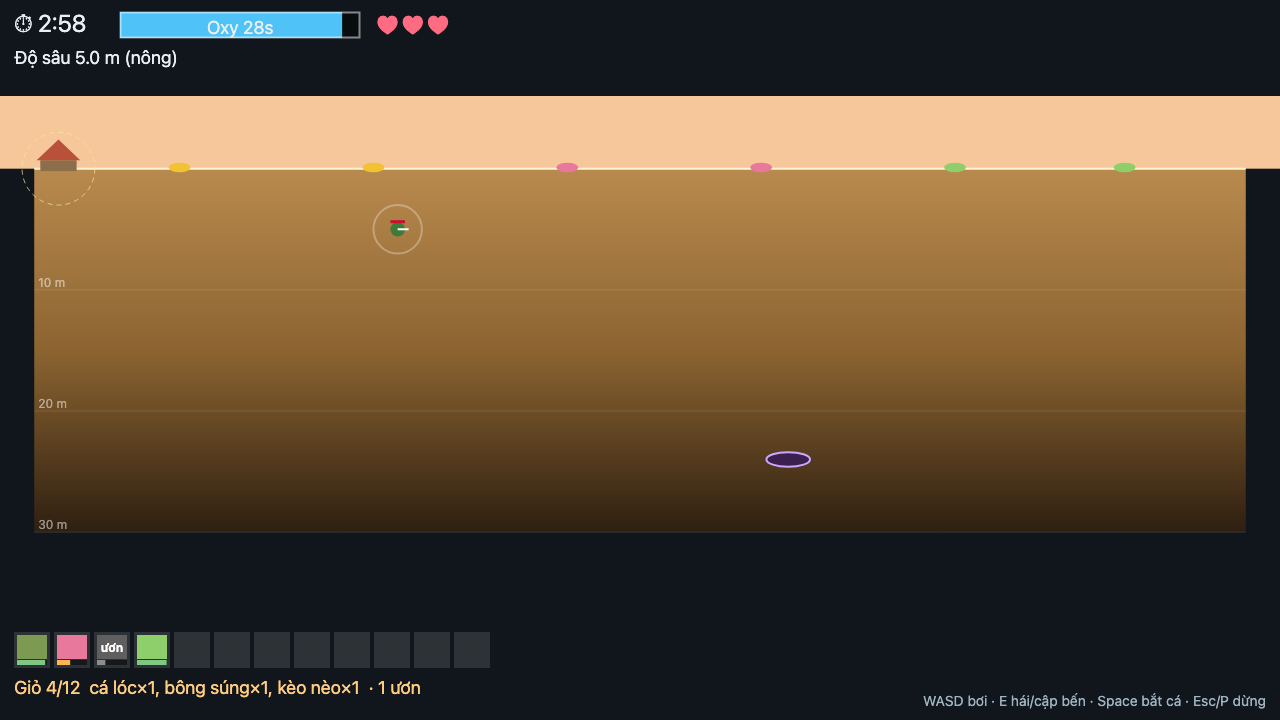 ⏱ 2:58
Oxy 28s
Độ sâu 5.0 m (nông)
10 m
20 m
30 m
ươn
Giỏ 4/12 cá lóc×1, bông súng×1, kèo nèo×1 · 1 ươn
WASD bơi · E hái/cập bến · Space bắt cá · Esc/P dừng